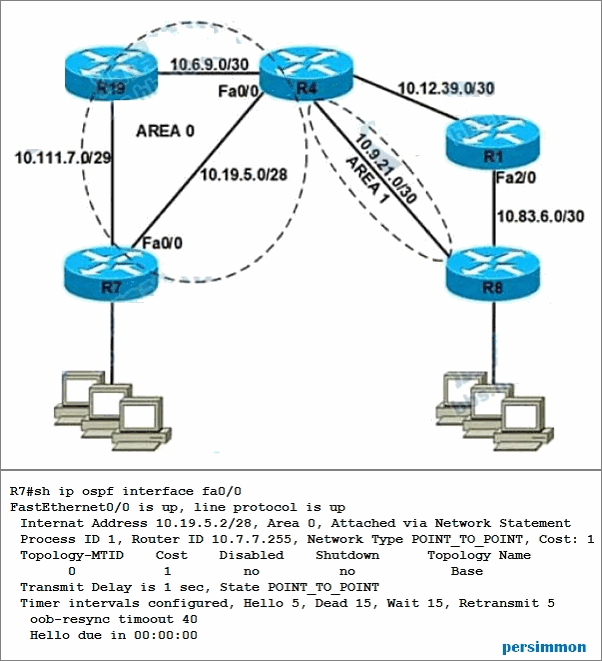 10.6.9.0/30
R19
R4
Fa0/0
10.12.39.0/30
AREA 0
10.111.7.0/29
10.19.5.0/28
10.9.21.0/30
AREA 1
R1
Fa2/0
10.83.6.0/30
Fa0/0
R7
R8
R7#sh ip ospf interface fa0/0
FastEthernet0/0 is up, line protocol is up
Internet Address 10.19.5.2/28, Area 0, Attached via Network Statement
Process ID 1, Router ID 10.7.7.255, Network Type POINT_TO_POINT, Cost: 1
Topology-MTID Cost Disabled Shutdown Topology Name
0 1 no no Base
Transmit Delay is 1 sec, State POINT_TO_POINT
Timer intervals configured, Hello 5, Dead 15, Wait 15, Retransmit 5
oob-resync timoout 40
Hello due in 00:00:00
persimmon